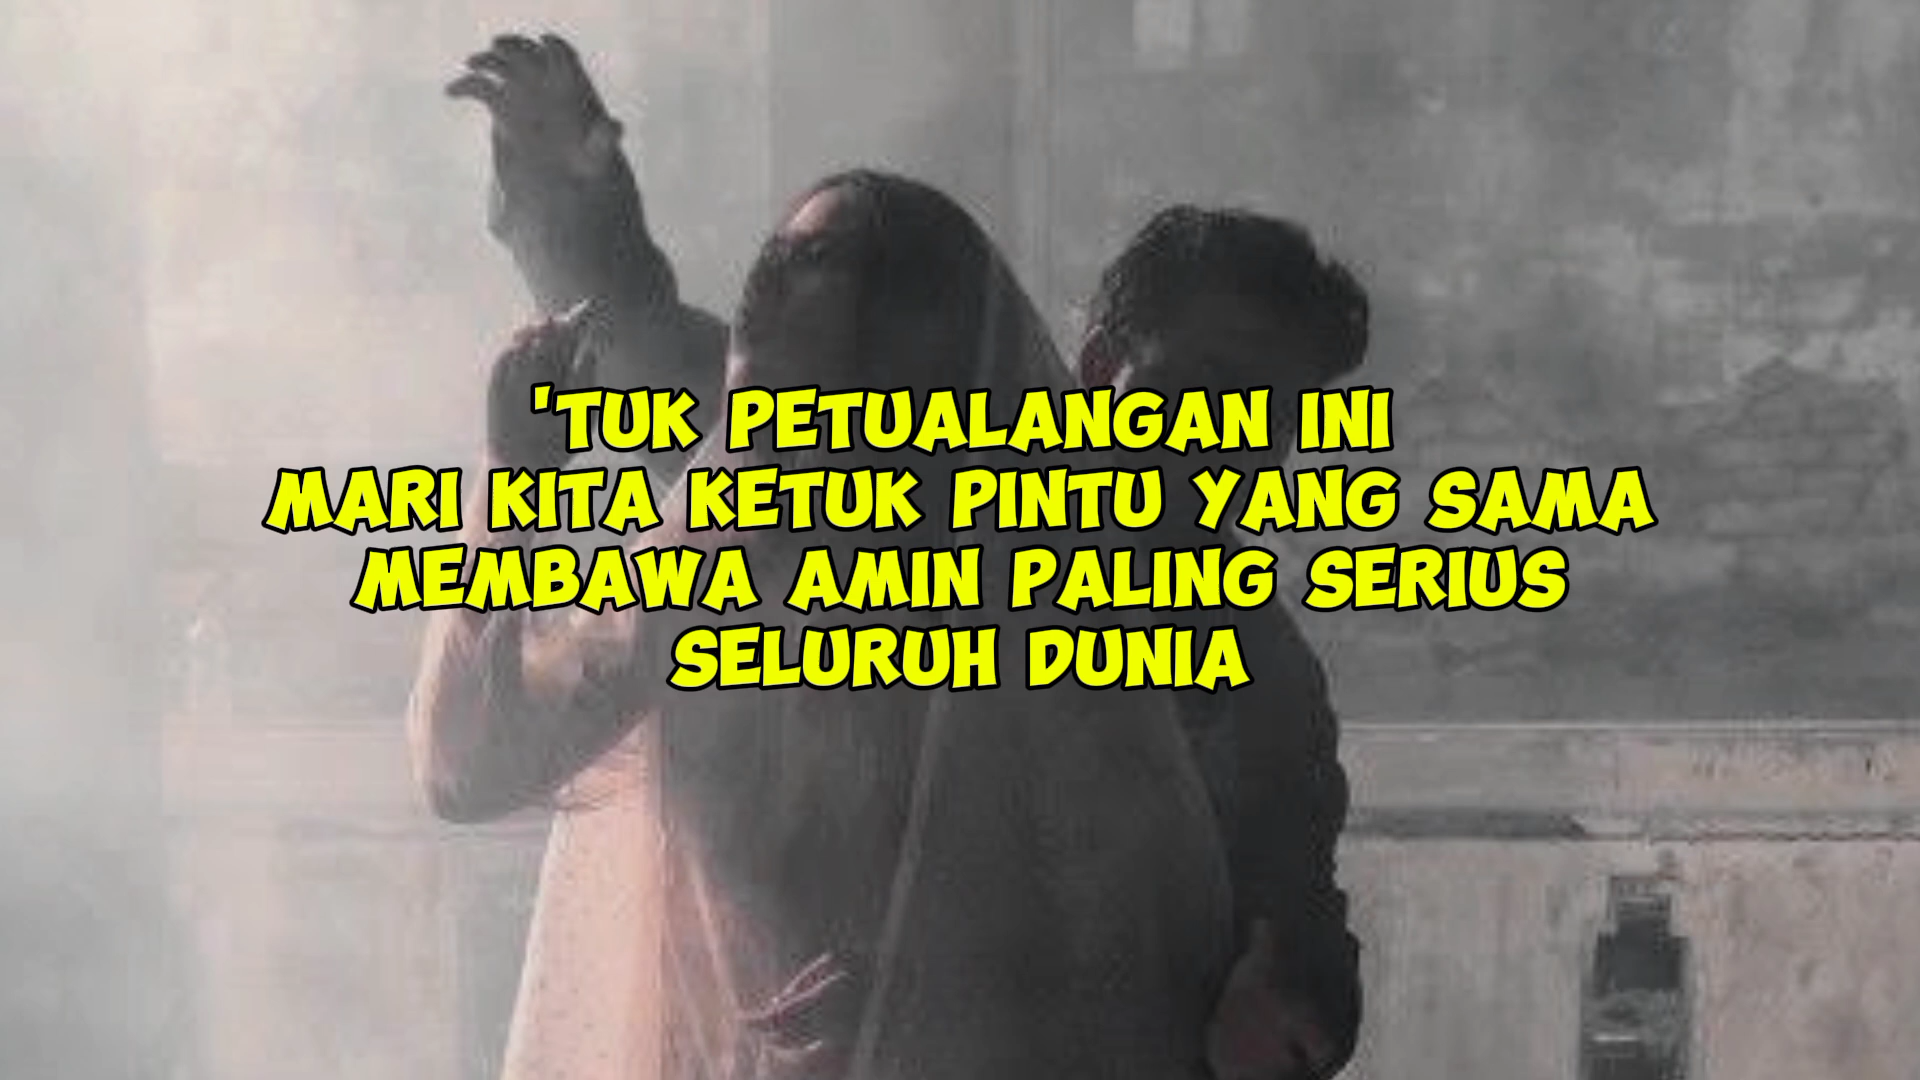 'TUK PETUALANGAN INI
MARI KITA KETUK PINTU YANG SAMA
MEMBAWA AMIN PALING SERIUS
SELURUH DUNIA